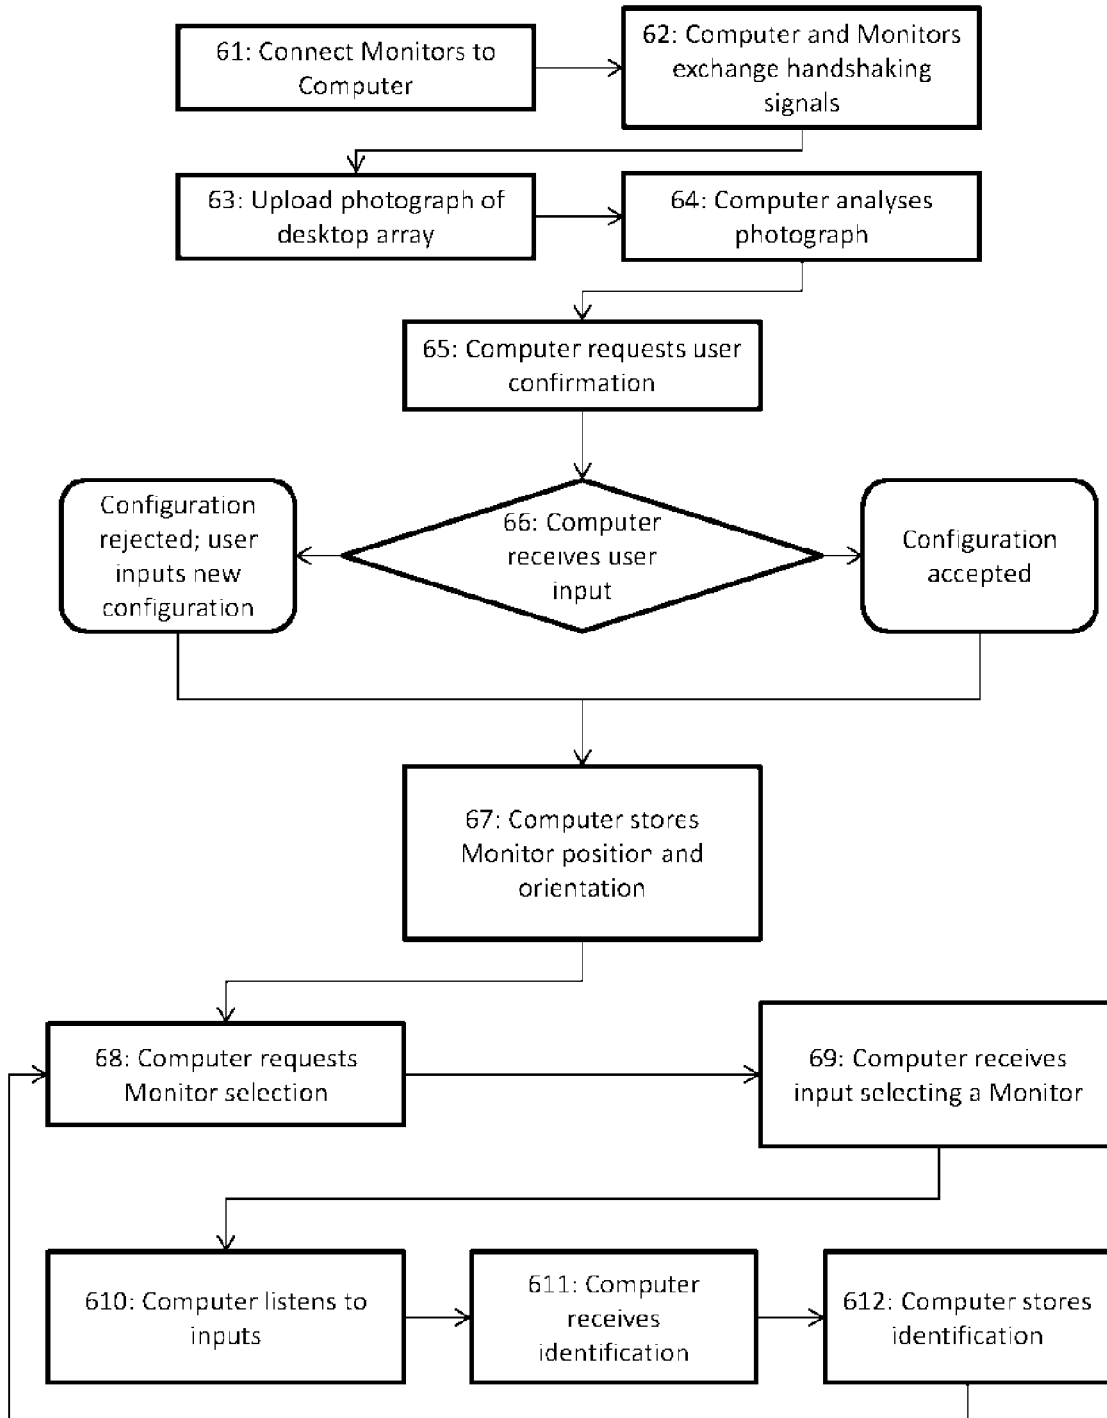 61: Connect Monitors to
Computer
62: Computer and Monitors
exchange handshaking
signals
63: Upload photograph of
desktop array
64: Computer analyses
photograph
65: Computer requests user
confirmation
Configuration
rejected; user
inputs new
configuration
66: Computer
receives user
input
Configuration
accepted
67: Computer stores
Monitor position and
orientation
68: Computer requests
Monitor selection
69: Computer receives
input selecting a Monitor
610: Computer listens to
inputs
611: Computer
receives
identification
612: Computer stores
identification